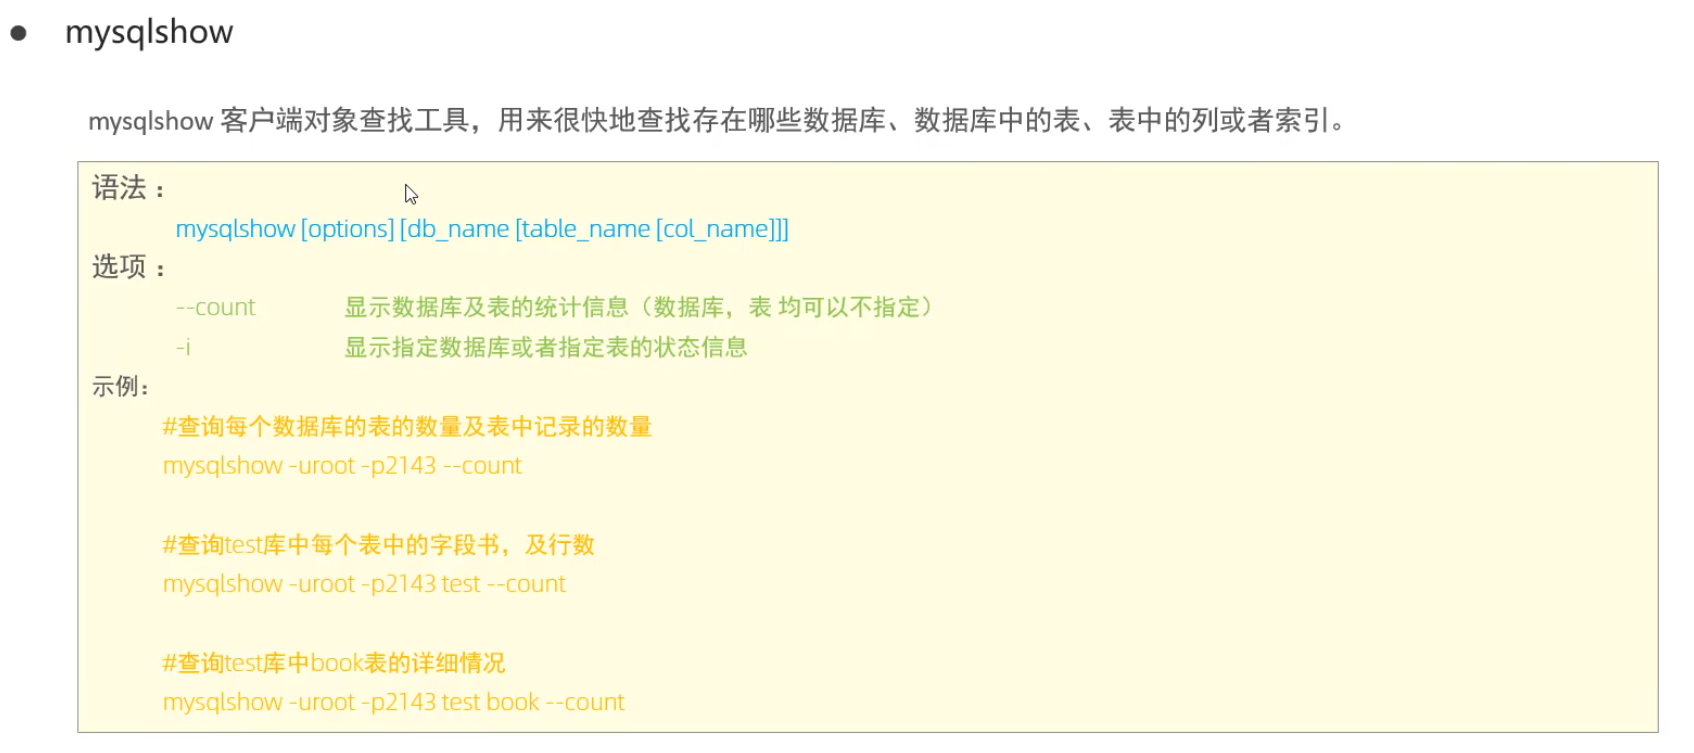 mysqlshow
mysqlshow 客户端对象查找工具，用来很快地查找存在哪些数据库、数据库中的表、表中的列或者索引。
语法：
mysqlshow [options] [db_name [table_name [col_name]]]
选项：
--count 显示数据库及表的统计信息（数据库，表 均可以不指定）
-i 显示指定数据库或者指定表的状态信息
示例：
#查询每个数据库的表的数量及表中记录的数量
mysqlshow -uroot -p2143 --count
#查询test库中每个表中的字段书，及行数
mysqlshow -uroot -p2143 test --count
#查询test库中book表的详细情况
mysqlshow -uroot -p2143 test book --count